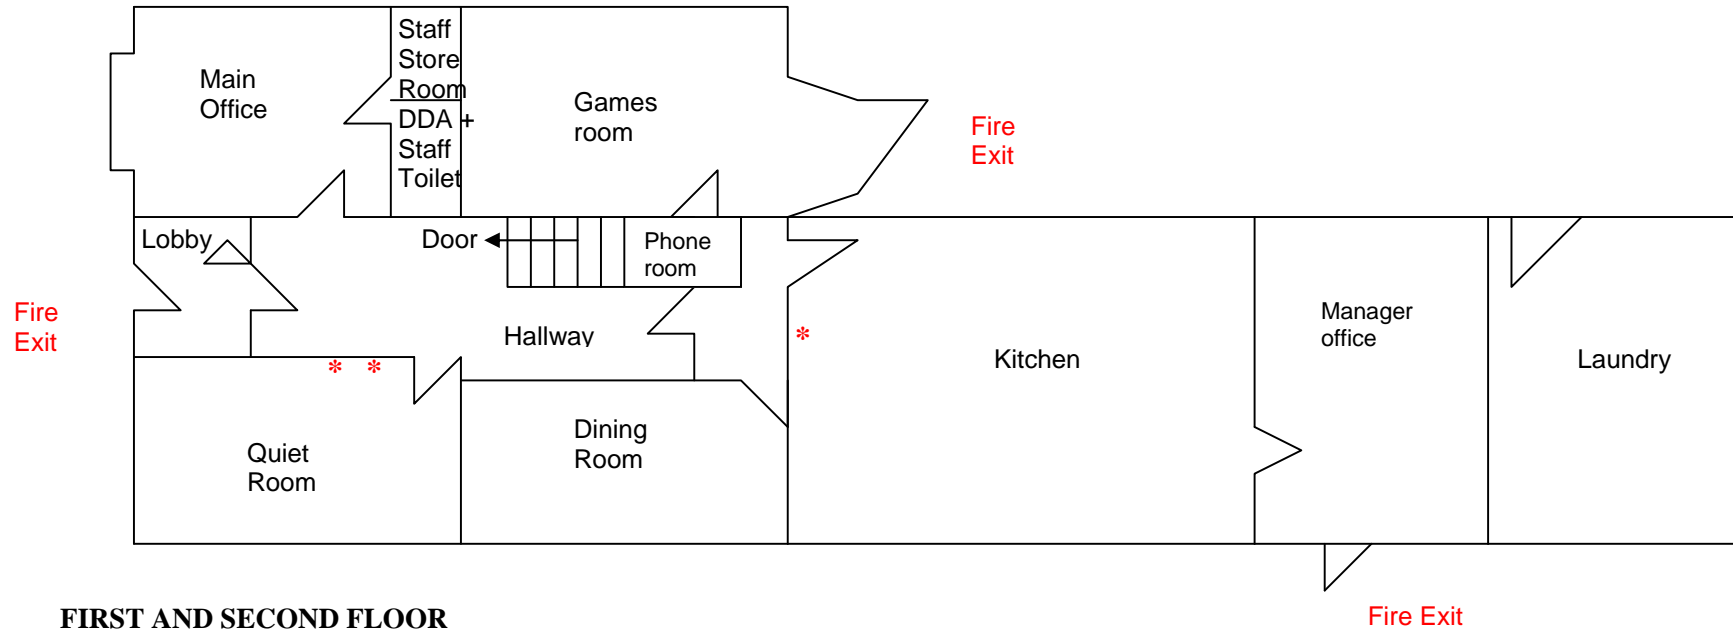 Staff
Store
Room
DDA +
Staff
Toilet
Main
Office
Games
room
Fire
Exit
Lobby
Door
Phone
room
Fire
Exit
Hallway
*
* *
Kitchen
Manager
office
Laundry
Quiet
Room
Dining
Room
FIRST AND SECOND FLOOR
Fire Exit